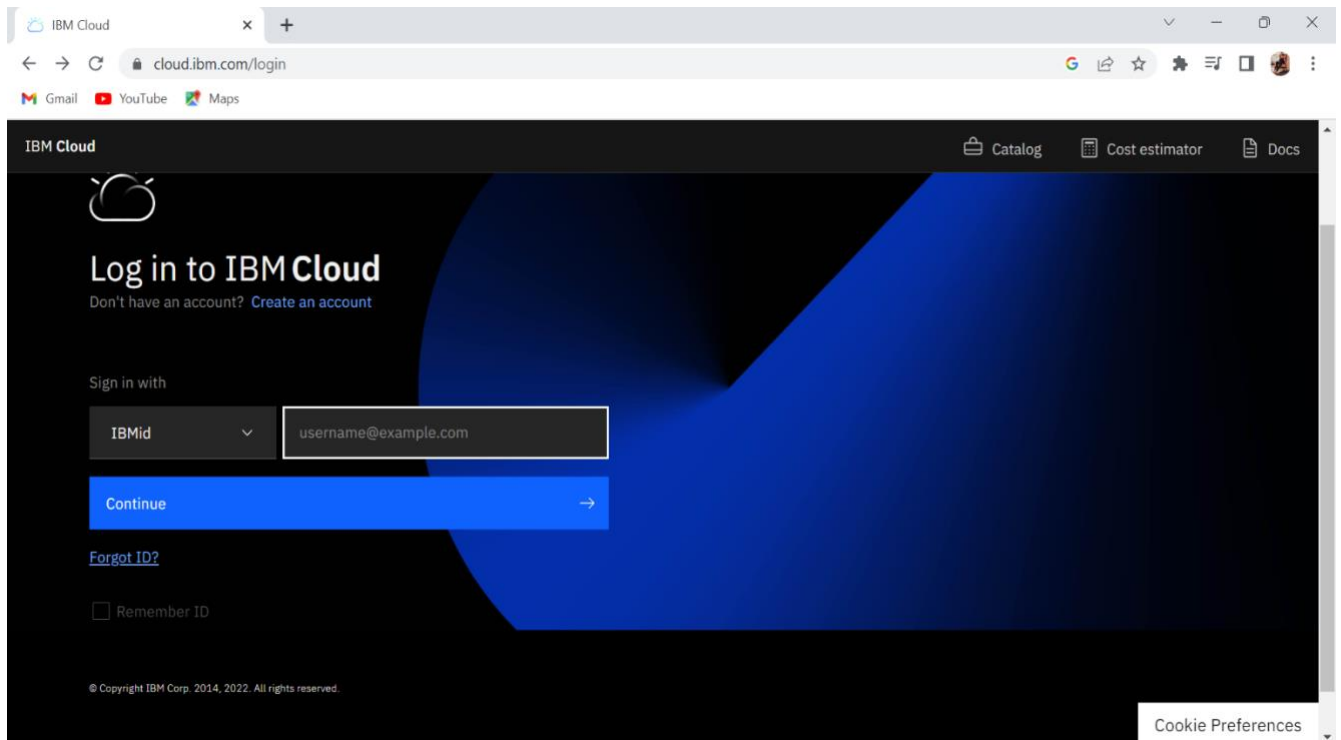 IBM Cloud
cloud.ibm.com/login
Gmail YouTube Maps
IBM Cloud Catalog Cost estimator Docs
Log in to IBM Cloud
Don't have an account? Create an account
Sign in with
IBMid username@example.com
Continue
Forgot ID?
Remember ID
© Copyright IBM Corp. 2014, 2022. All rights reserved.
Cookie Preferences